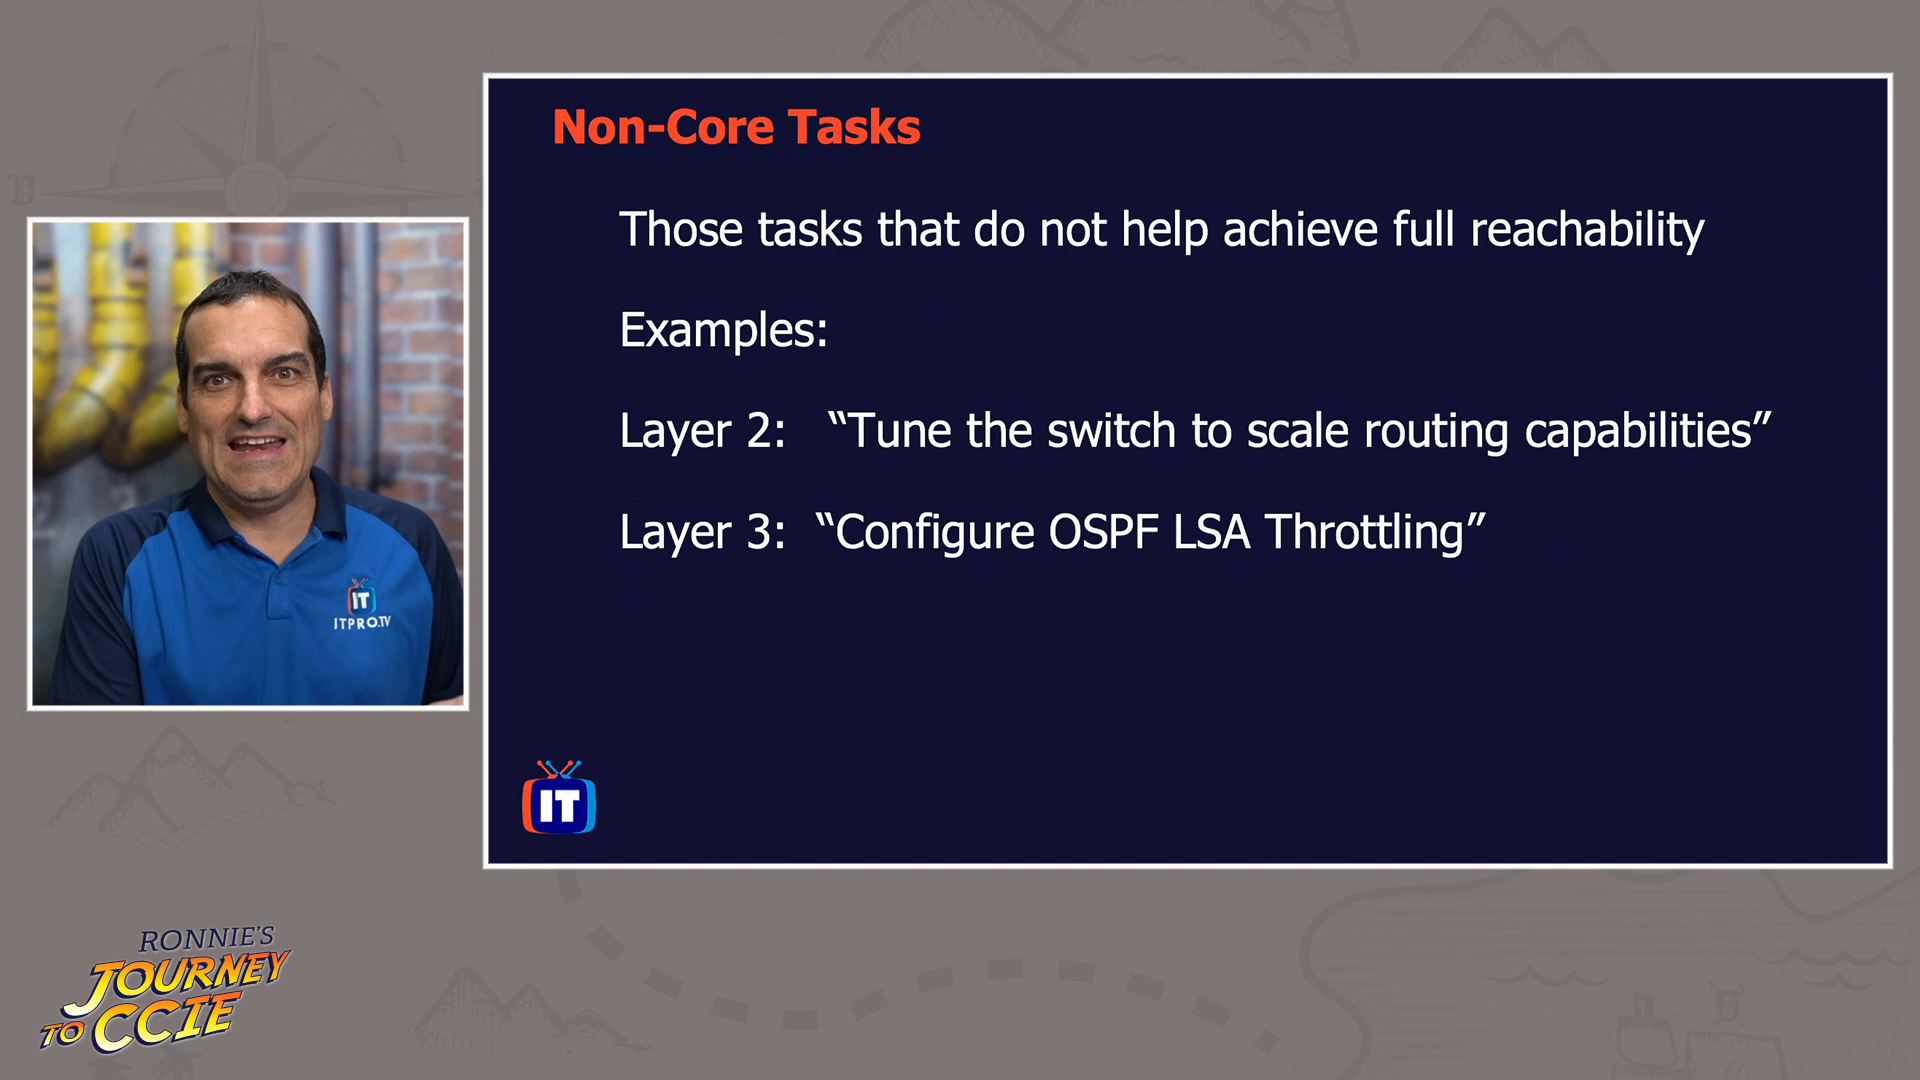 Non-Core Tasks
Those tasks that do not help achieve full reachability
Examples:
Layer 2: “Tune the switch to scale routing capabilities”
Layer 3: “Configure OSPF LSA Throttling”
IT
ITPRO.TV
IT
RONNIE'S
JOURNEY
TO CCIE